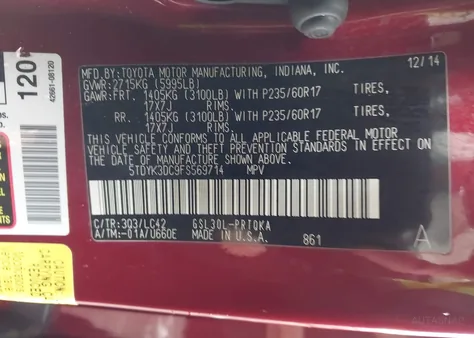 120
42661-08120
MFD.BY:TOYOTA MOTOR MANUFACTURING, INDIANA, INC. 12/14
GVWR:2715KG (5995LB)
GAWR:FRT. 1405KG (3100LB) WITH P235/60R17 TIRES,
17X7J RIMS.
RR. 1405KG (3100LB) WITH P235/60R17 TIRES,
17X7J RIMS.
THIS VEHICLE CONFORMS TO ALL APPLICABLE FEDERAL MOTOR
VEHICLE SAFETY STANDARDS IN EFFECT ON THE
DATE OF MANUFACTURE SHOWN ABOVE.
5TDYK3DC9FS569714 MPV
C/TR:3Q3/LC42 GSL30L-PRTQKA
A/TM:-01A/U660E MADE IN U.S.A. 861 A